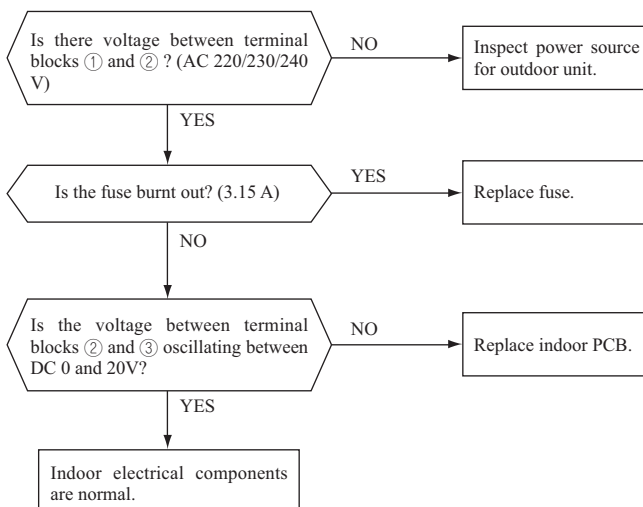 Is there voltage between terminal
blocks ① and ② ? (AC 220/230/240
V)
NO
Inspect power source
for outdoor unit.
YES
Is the fuse burnt out? (3.15 A)
YES
Replace fuse.
NO
Is the voltage between terminal
blocks ② and ③ oscillating between
DC 0 and 20V?
NO
Replace indoor PCB.
YES
Indoor electrical components
are normal.